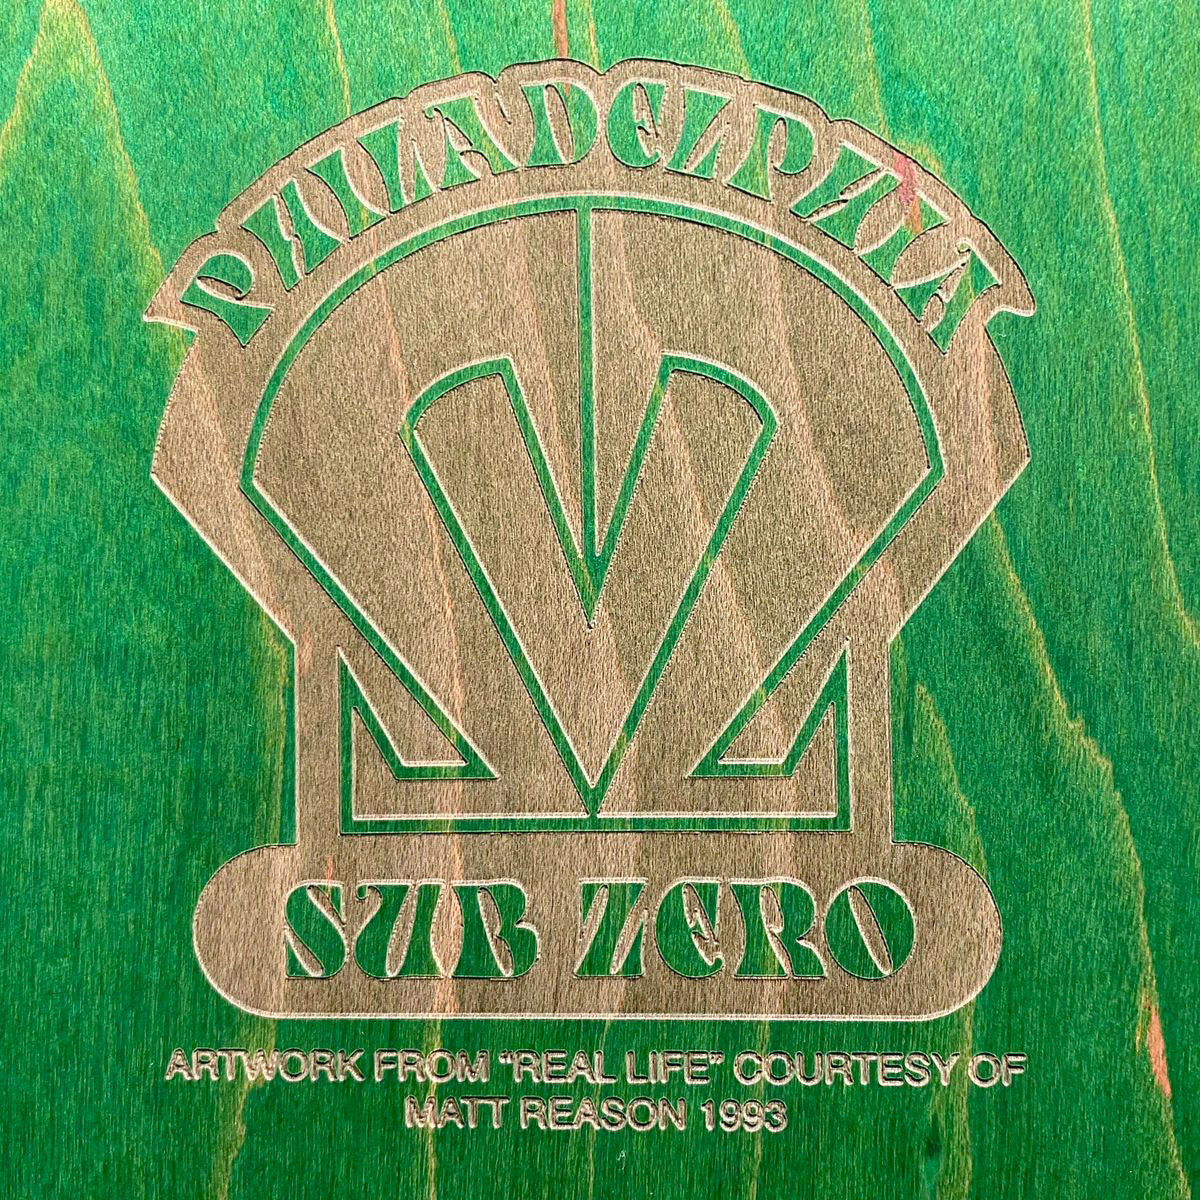 PHILADELPHIA
SUB ZERO
ARTWORK FROM "REAL LIFE" COURTESY OF
MATT REASON 1993